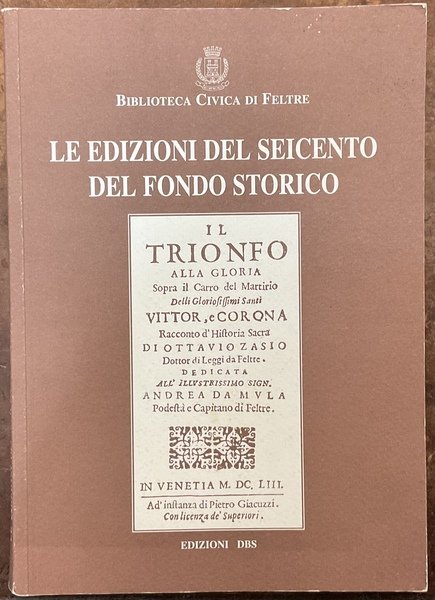 BIBLIOTECA CIVICA DI FELTRE
LE EDIZIONI DEL SEICENTO
DEL FONDO STORICO
IL
TRIONFO
ALLA GLORIA
Sopra il Carro del Martirio
Delli Gloriosissimi Santi
VITTOR, e CORONA
Racconto d'Historia Sacra
DI OTTAVIO ZASIO
Dottor di Leggi da Feltre.
DEDICATA
ALL' ILLUSTRISSIMO SIGN.
ANDREA DA MULA
Podestà e Capitano di Feltre.
IN VENETIA M. DC. LIII.
Ad' instanza di Pietro Giacuzzi.
Con licenza de' Superiori.
EDIZIONI DBS